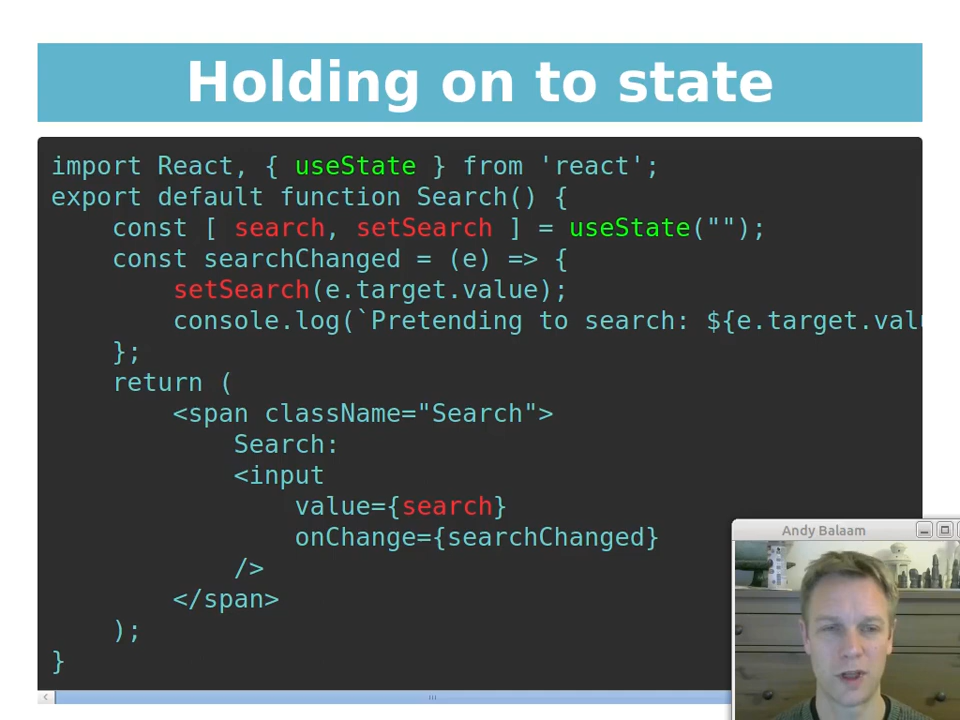 Holding on to state
import React, { useState } from 'react';
export default function Search() {
    const [ search, setSearch ] = useState("");
    const searchChanged = (e) => {
        setSearch(e.target.value);
        console.log(`Pretending to search: ${e.target.valu
    };
    return (
        <span className="Search">
            Search:
            <input
                value={search}
                onChange={searchChanged}
            />
        </span>
    );
}
Andy Balaam